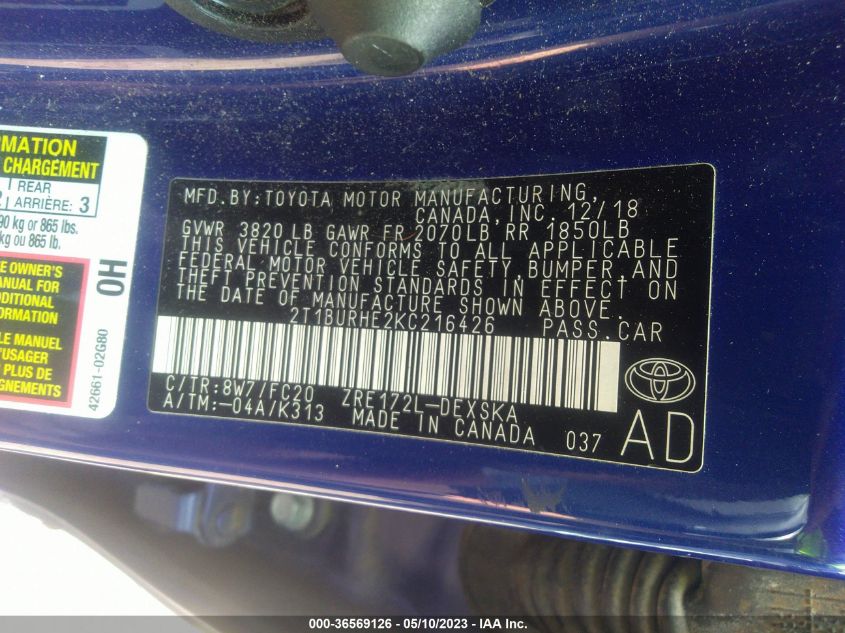 RMATION
CHARGEMENT
REAR
ARRIÈRE: 3
90 kg or 865 lbs.
ou 865 lb.
E OWNER'S
ANUAL FOR
DDITIONAL
ORMATION
le MANUEL
'USAGER
PLUS DE
GNEMENTS
OH
42661-02G80
MFD.BY:TOYOTA MOTOR MANUFACTURING,
CANADA, INC. 12/18
GVWR 3820 LB GAWR FR 2070LB RR 1850LB
THIS VEHICLE CONFORMS TO ALL APPLICABLE
FEDERAL MOTOR VEHICLE SAFETY, BUMPER, AND
THEFT PREVENTION STANDARDS IN EFFECT ON
THE DATE OF MANUFACTURE SHOWN ABOVE.
2T1BURHE2KC216426 PASS.CAR
C/TR:8W7/FC20 ZRE172L-DEXSKA
A/TM:-04A/K313 MADE IN CANADA 037 AD
000-36569126 - 05/10/2023 - IAA Inc.